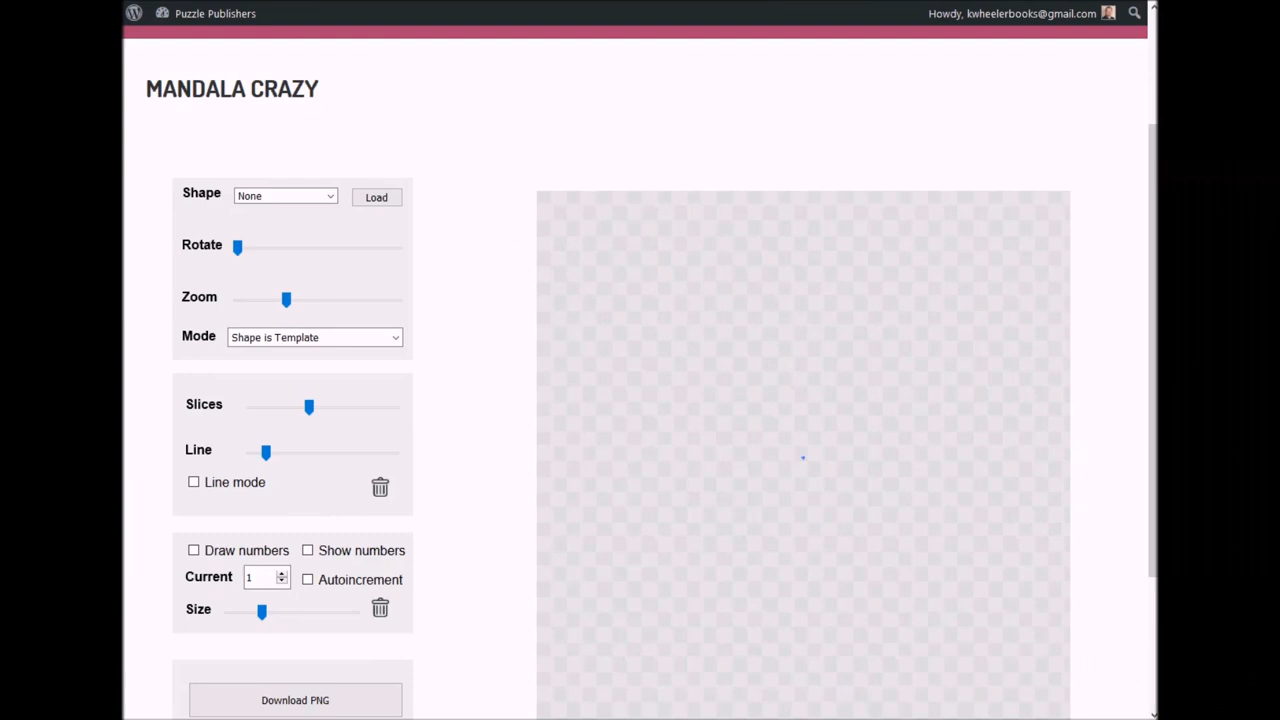 Puzzle Publishers
Howdy, kwheelerbooks@gmail.com
MANDALA CRAZY
Shape None Load
Rotate
Zoom
Mode Shape is Template
Slices
Line
Line mode
Draw numbers Show numbers
Current 1 Autoincrement
Size
Download PNG